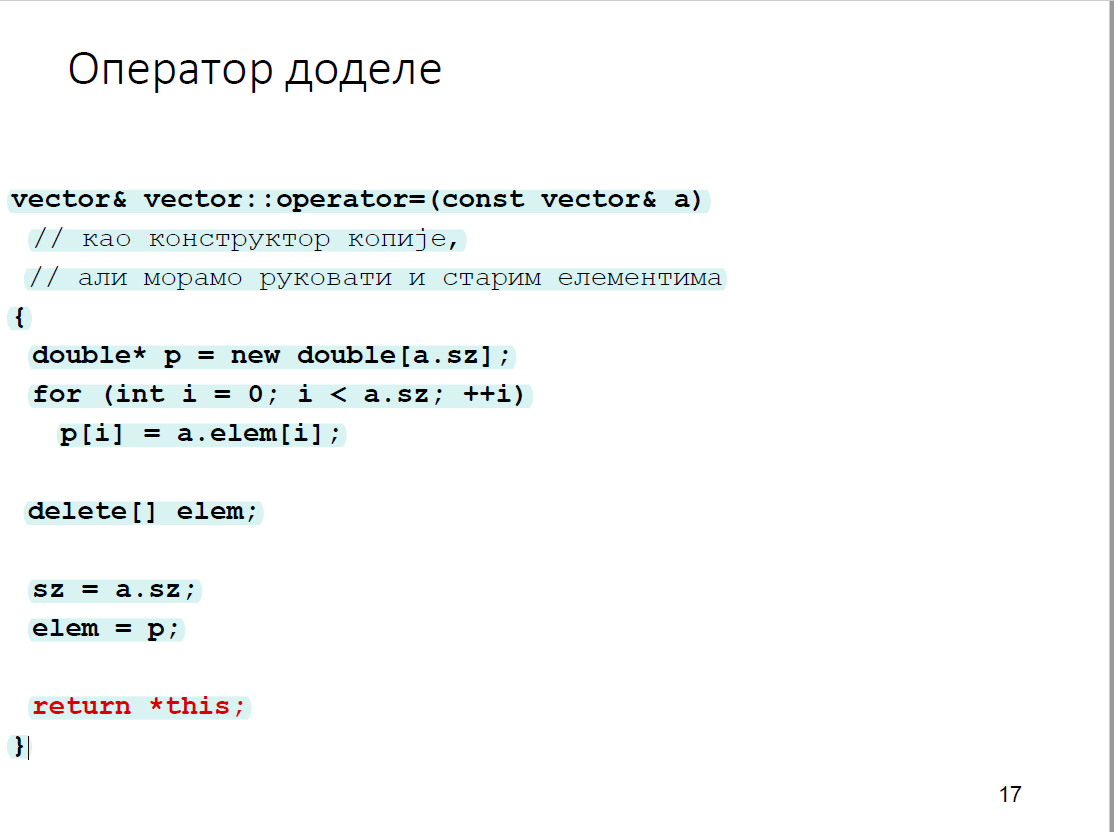 Оператор доделе
vector& vector::operator=(const vector& a)
// као конструктор копије,
// али морамо руковати и старим елементима
{
double* p = new double[a.sz];
for (int i = 0; i < a.sz; ++i)
p[i] = a.elem[i];
delete[] elem;
sz = a.sz;
elem = p;
return *this;
}
17